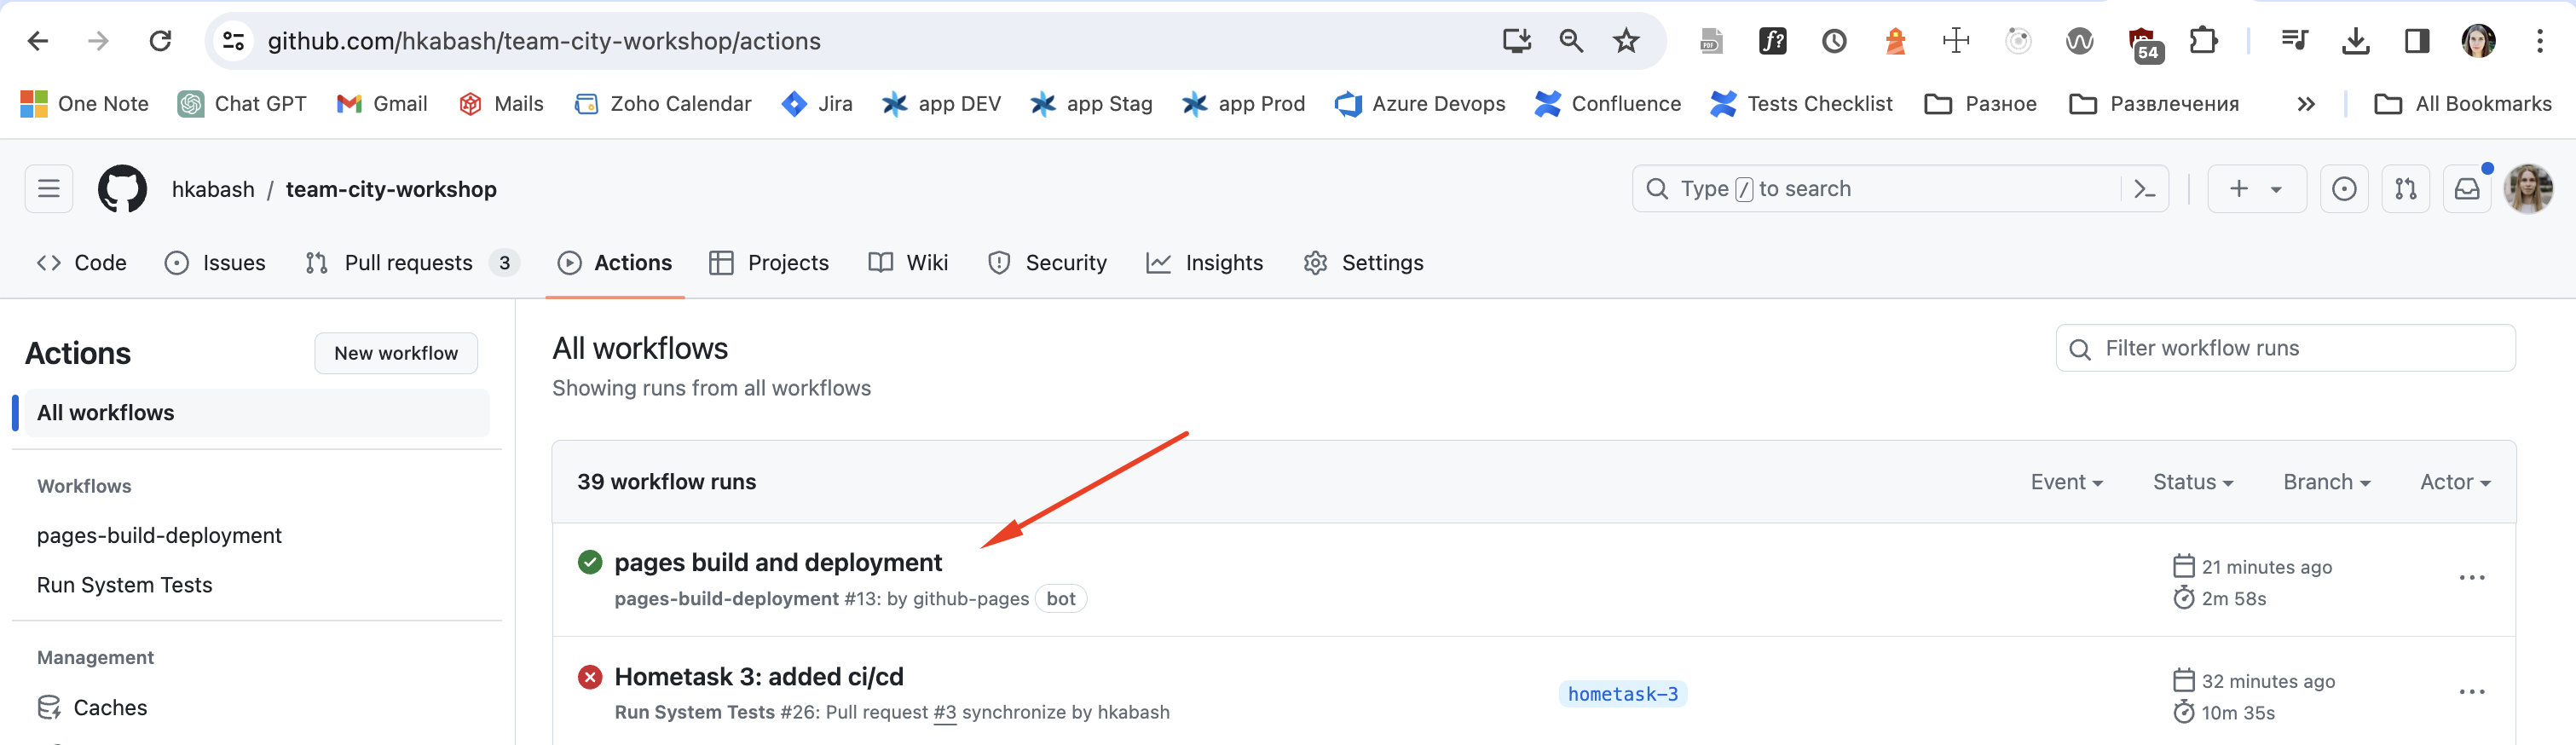 github.com/hkabash/team-city-workshop/actions
54
One Note Chat GPT Gmail Mails Zoho Calendar Jira app DEV app Stag app Prod Azure Devops Confluence Tests Checklist Разное Развлечения » All Bookmarks
hkabash / team-city-workshop
Type / to search
Code Issues Pull requests 3 Actions Projects Wiki Security Insights Settings
Actions
New workflow
All workflows
Workflows
pages-build-deployment
Run System Tests
Management
Caches
All workflows
Showing runs from all workflows
Filter workflow runs
39 workflow runs
Event Status Branch Actor
pages build and deployment
pages-build-deployment #13: by github-pages bot
21 minutes ago
2m 58s
Hometask 3: added ci/cd
Run System Tests #26: Pull request #3 synchronize by hkabash
hometask-3
32 minutes ago
10m 35s